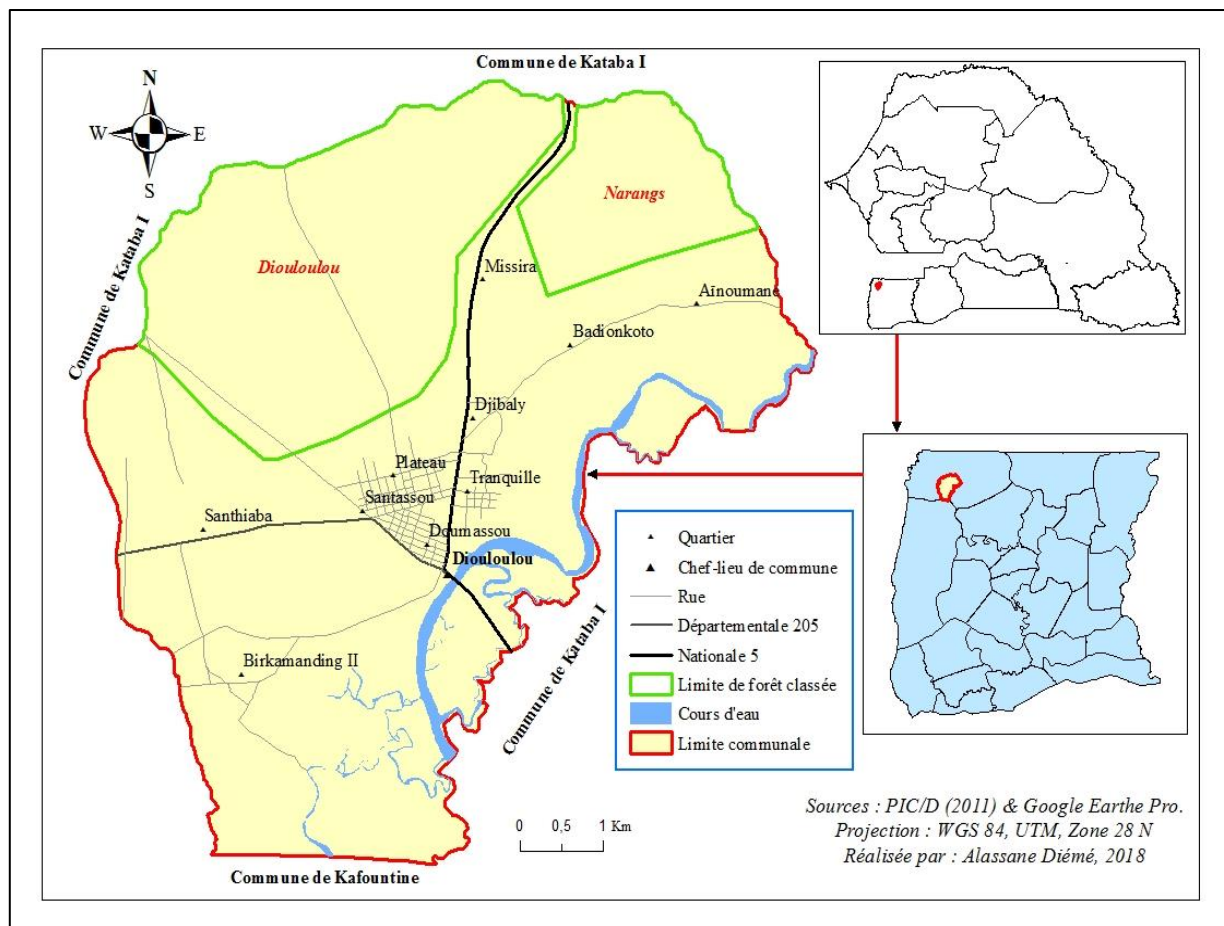 Commune de Kataba I
N
W
E
S
Commune de Kataba I
Narangs
Diouloulou
Missira
Aïnoumane
Badionkoto
Djibaly
Plateau
Tranquille
Santassou
Santhiaba
Doumassou
Diouloulou
Birkamanding II
Commune de Kataba I
Commune de Kafountine
Quartier
Chef-lieu de commune
Rue
Départementale 205
Nationale 5
Limite de forêt classée
Cours d'eau
Limite communale
0 0,5 1 Km
Sources : PIC/D (2011) & Google Earthe Pro.
Projection : WGS 84, UTM, Zone 28 N
Réalisée par : Alassane Diémé, 2018